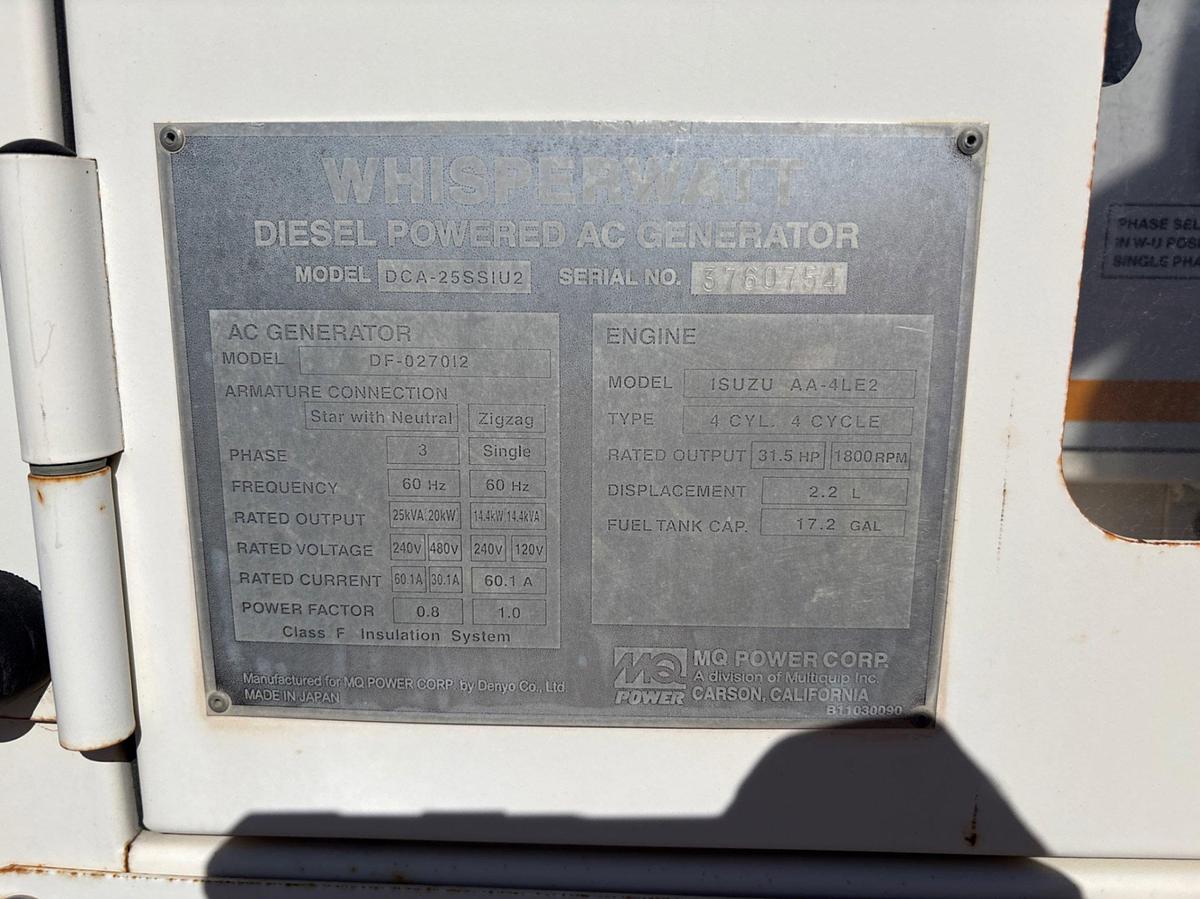 WHISPERWATT
DIESEL POWERED AC GENERATOR
MODEL DCA-25SSIU2 SERIAL NO. 3760754
AC GENERATOR
MODEL DF-0270I2
ARMATURE CONNECTION
Star with Neutral Zigzag
PHASE 3 Single
FREQUENCY 60 Hz 60 Hz
RATED OUTPUT 25kVA 20kW 14.4kW 14.4kVA
RATED VOLTAGE 240V 480V 240V 120V
RATED CURRENT 60.1A 30.1A 60.1 A
POWER FACTOR 0.8 1.0
Class F Insulation System
ENGINE
MODEL ISUZU AA-4LE2
TYPE 4 CYL. 4 CYCLE
RATED OUTPUT 31.5 HP 1800 RPM
DISPLACEMENT 2.2 L
FUEL TANK CAP. 17.2 GAL
Manufactured for MQ POWER CORP. by Denyo Co., Ltd
MADE IN JAPAN
MQ POWER
MQ POWER CORP.
A division of Multiquip Inc.
CARSON, CALIFORNIA
B11030090
PHASE SEL
IN W-U POS
SINGLE PHA